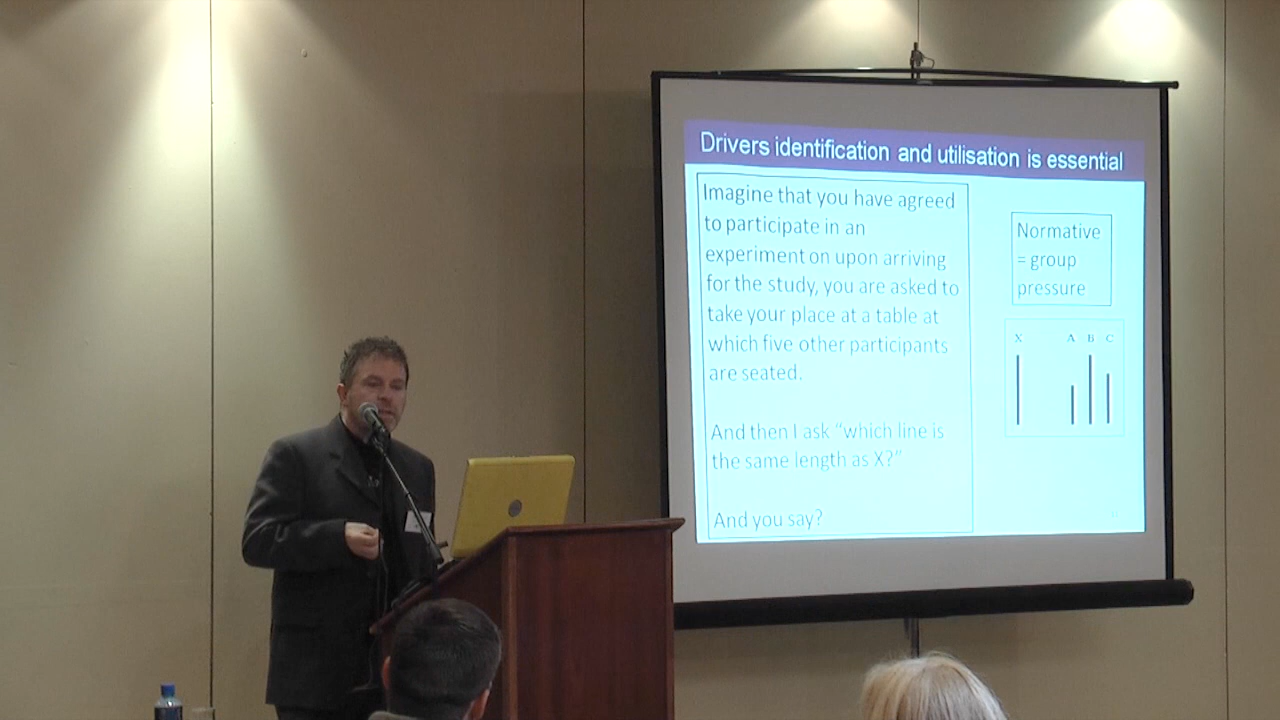 Drivers identification and utilisation is essential
Imagine that you have agreed
to participate in an
experiment on upon arriving
for the study, you are asked to
take your place at a table at
which five other participants
are seated.
And then I ask “which line is
the same length as X?”
And you say?
Normative
= group
pressure
X A B C